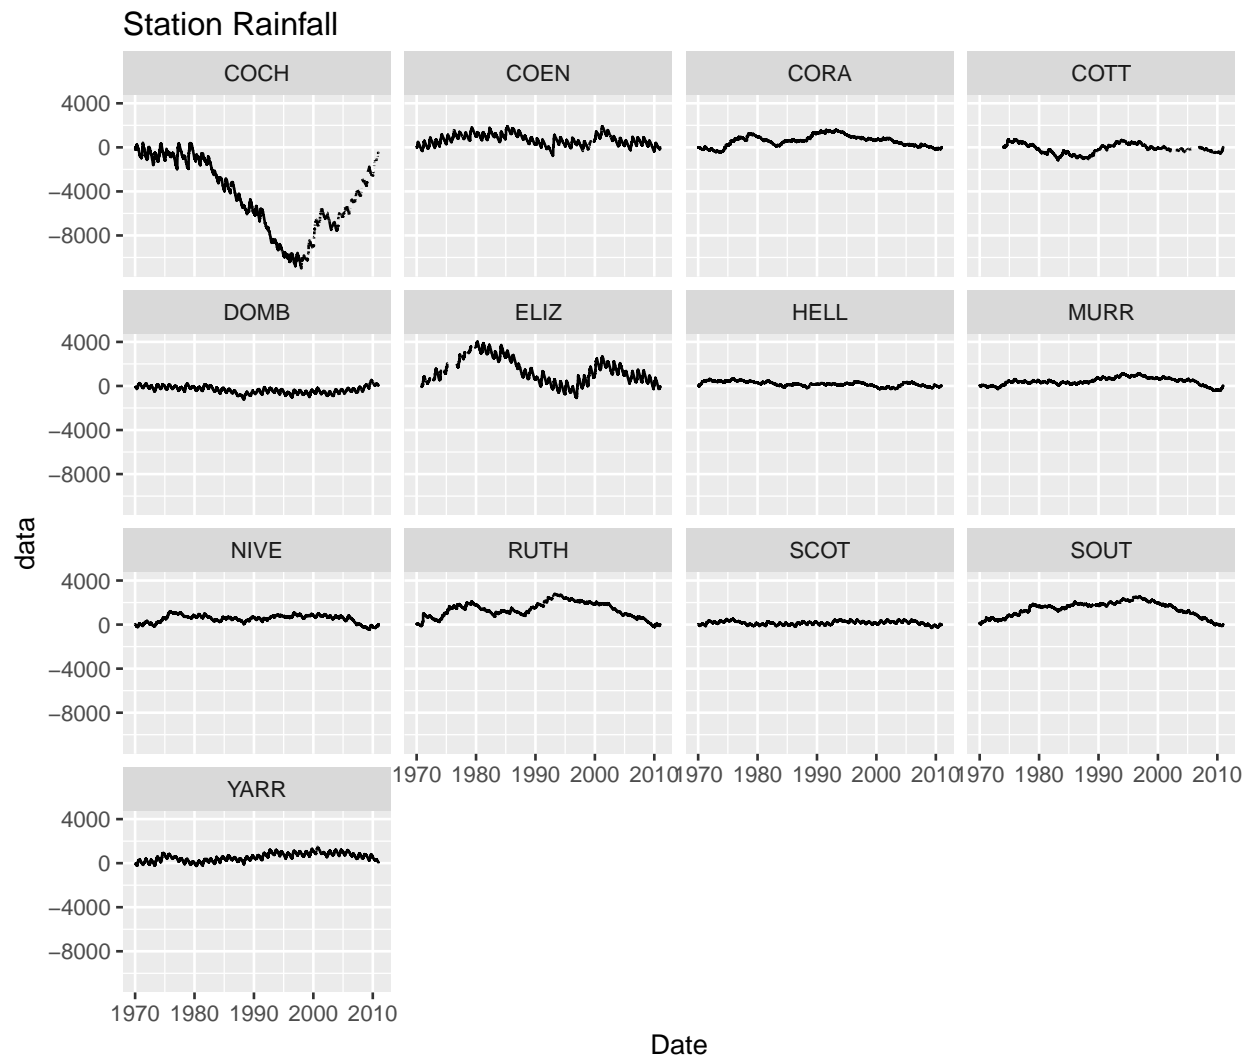 Station Rainfall
COCH COEN CORA COTT
4000
0
−4000
−8000
DOMB ELIZ HELL MURR
4000
0
−4000
−8000
NIVE RUTH SCOT SOUT
4000
0
−4000
−8000
1970 1980 1990 2000 2010 1970 1980 1990 2000 2010 1970 1980 1990 2000 2010
YARR
4000
0
−4000
−8000
1970 1980 1990 2000 2010
Date
data